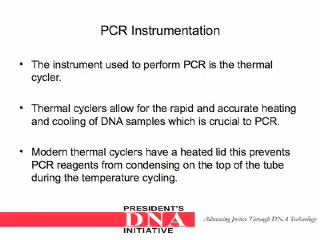 PCR Instrumentation
• The instrument used to perform PCR is the thermal
cycler.
• Thermal cyclers allow for the rapid and accurate heating
and cooling of DNA samples which is crucial to PCR.
• Modern thermal cyclers have a heated lid this prevents
PCR reagents from condensing on the top of the tube
during the temperature cycling.
PRESIDENT'S
DNA
INITIATIVE
Advancing Justice Through DNA Technology